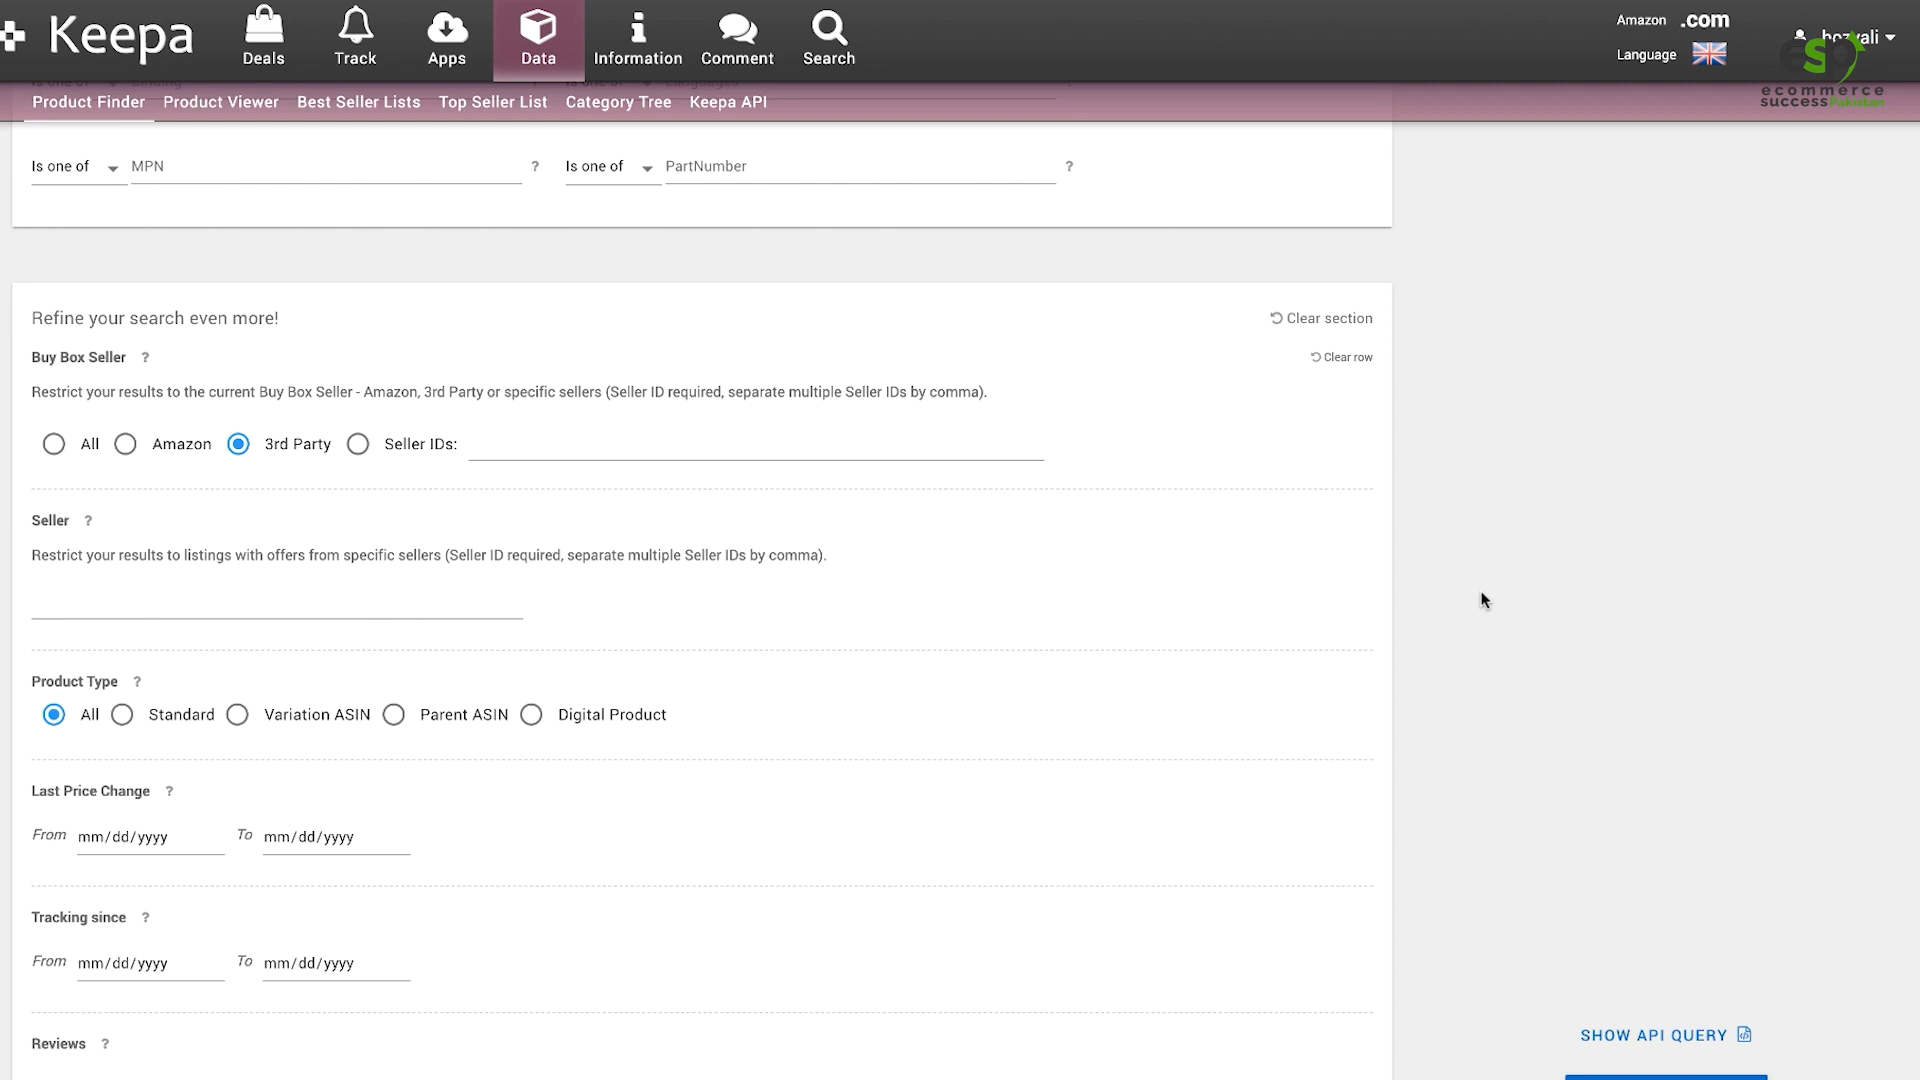 Keepa
Deals
Track
Apps
Data
Information
Comment
Search
Amazon .com
Language
Product Finder
Product Viewer
Best Seller Lists
Top Seller List
Category Tree
Keepa API
esp
ecommerce
success Pakistan
Is one of MPN ?
Is one of PartNumber ?
Refine your search even more!
Clear section
Buy Box Seller ?
Clear row
Restrict your results to the current Buy Box Seller - Amazon, 3rd Party or specific sellers (Seller ID required, separate multiple Seller IDs by comma).
All Amazon 3rd Party Seller IDs:
Seller ?
Restrict your results to listings with offers from specific sellers (Seller ID required, separate multiple Seller IDs by comma).
Product Type ?
All Standard Variation ASIN Parent ASIN Digital Product
Last Price Change ?
From mm/dd/yyyy To mm/dd/yyyy
Tracking since ?
From mm/dd/yyyy To mm/dd/yyyy
Reviews ?
SHOW API QUERY